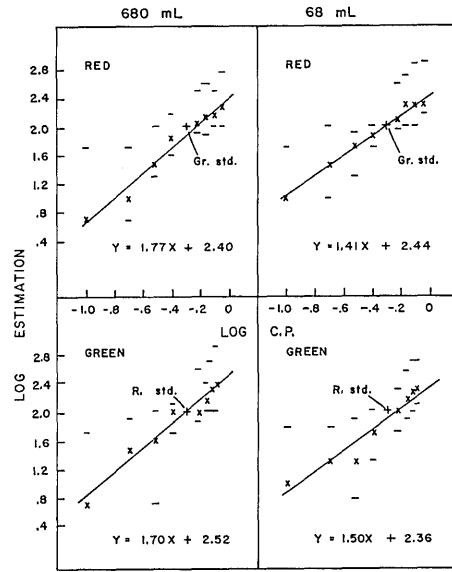 680 mL 68 mL
RED RED
2.8
2.4
2.0
1.6
1.2
.4
Gr. std. Gr. std.
Y = 1.77X + 2.40 Y = 1.41X + 2.44
-1.0 -.8 -.6 -.4 -.2 0 -1.0 -.8 -.6 -.4 -.2 0
LOG ESTIMATION
LOG C.P.
GREEN GREEN
2.8
2.4
2.0
1.6
1.2
.8
.4
R. std. R. std.
Y = 1.70X + 2.52 Y = 1.50X + 2.36